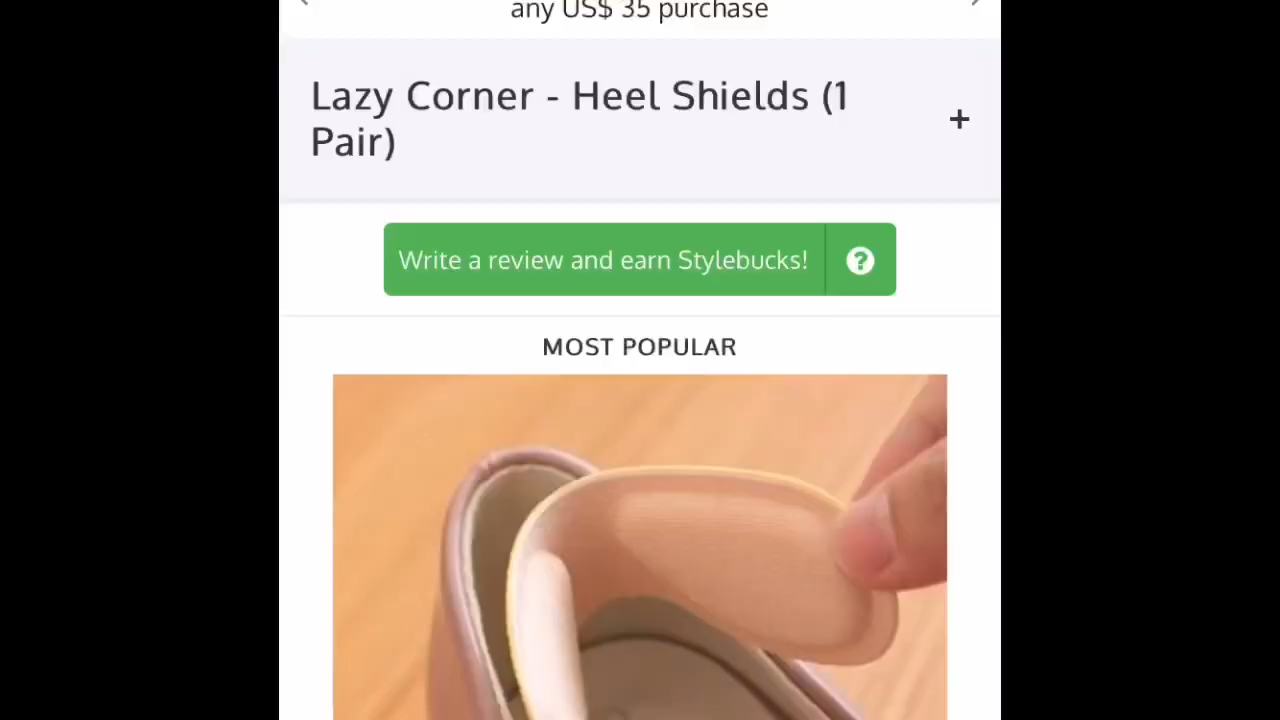 any US$ 35 purchase
Lazy Corner - Heel Shields (1
Pair)
+
Write a review and earn Stylebucks!
?
MOST POPULAR